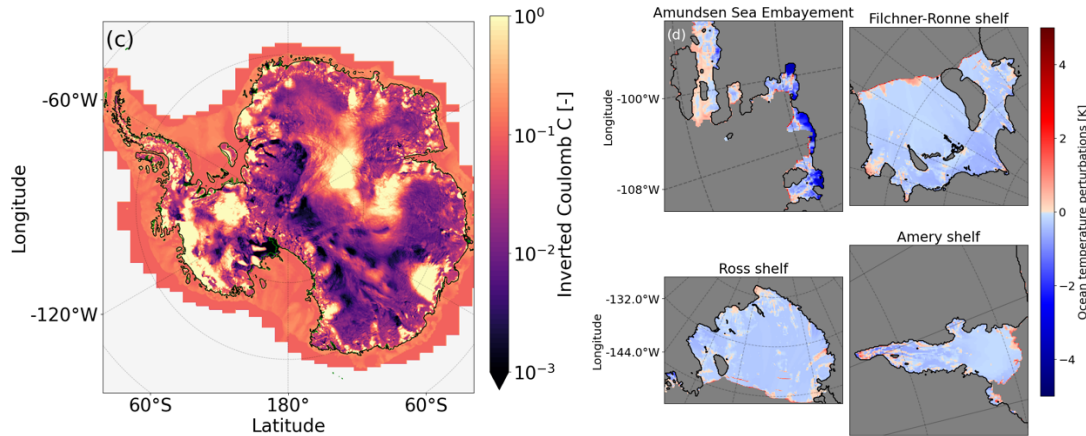 (c)
Longitude
-60°W
-120°W
60°S
180°
60°S
Latitude
10⁰
10⁻¹
10⁻²
10⁻³
Inverted Coulomb C [-]
Amundsen Sea Embayement
(d)
Longitude
-100°W
-108°W
Filchner-Ronne shelf
Ross shelf
Longitude
-132.0°W
-144.0°W
Amery shelf
4
2
0
−2
−4
Ocean temperature perturbations [K]